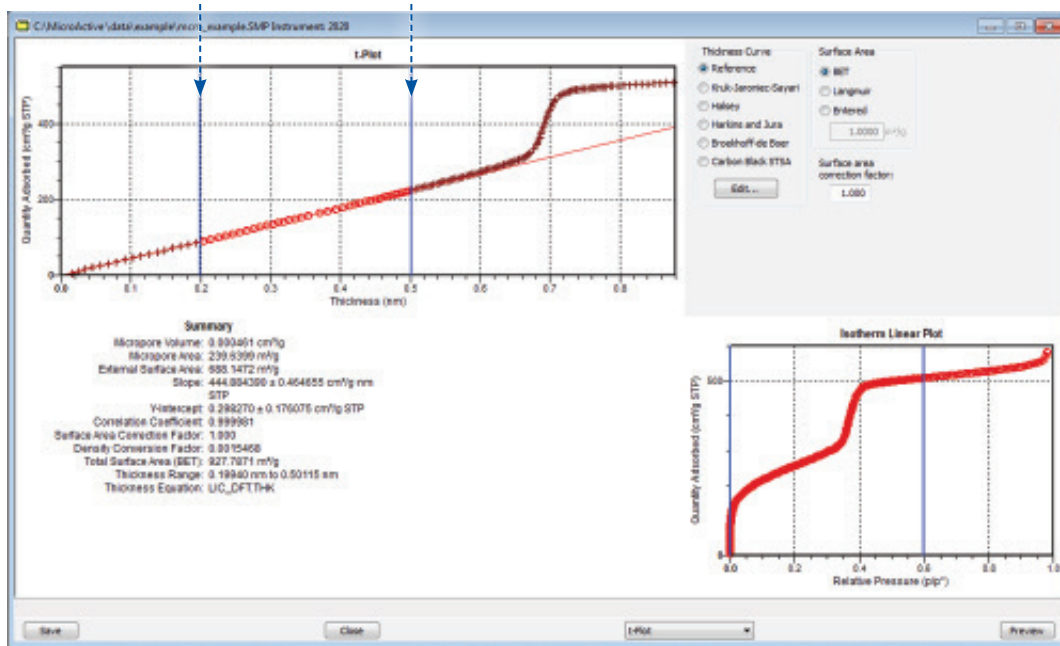 C:\MicroActive\data\example\mcm_example.SMP Instrument: 2020
t-Plot
Quantity Adsorbed (cm³/g STP)
400
200
0
0.0 0.1 0.2 0.3 0.4 0.5 0.6 0.7 0.8
Thickness (nm)
Thickness Curve
Reference
Kruk-Jaroniec-Sayari
Halsey
Harkins and Jura
Broekhoff-de Boer
Carbon Black STSA
Edit...
Surface Area
BET
Langmuir
Entered
1.0000 m²/g
Surface area
correction factor:
1.000
Summary
Micropore Volume: 0.000461 cm³/g
Micropore Area: 239.6399 m²/g
External Surface Area: 688.1472 m²/g
Slope: 444.884399 ± 0.464655 cm³/g nm
STP
Y-Intercept: 0.298270 ± 0.176075 cm³/g STP
Correlation Coefficient: 0.999981
Surface Area Correction Factor: 1.000
Density Conversion Factor: 0.0015468
Total Surface Area (BET): 927.7871 m²/g
Thickness Range: 0.19940 nm to 0.50115 nm
Thickness Equation: LIC_DFT.THK
Isotherm Linear Plot
Quantity Adsorbed (cm³/g STP)
500
0
0.0 0.2 0.4 0.6 0.8 1.0
Relative Pressure (p/p°)
Save
Close
t-Plot
Preview